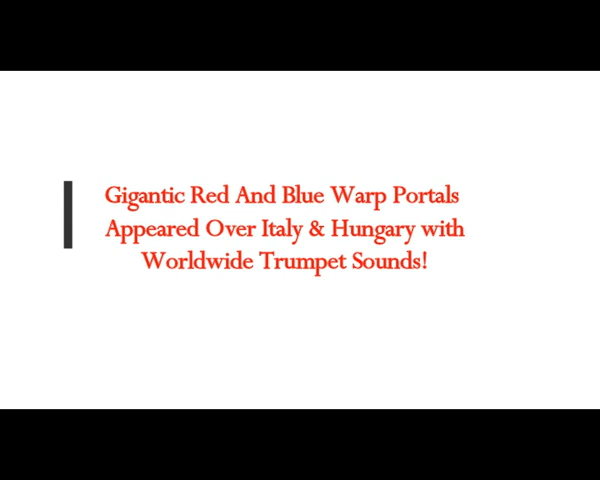 Gigantic Red And Blue Warp Portals
Appeared Over Italy & Hungary with
Worldwide Trumpet Sounds!